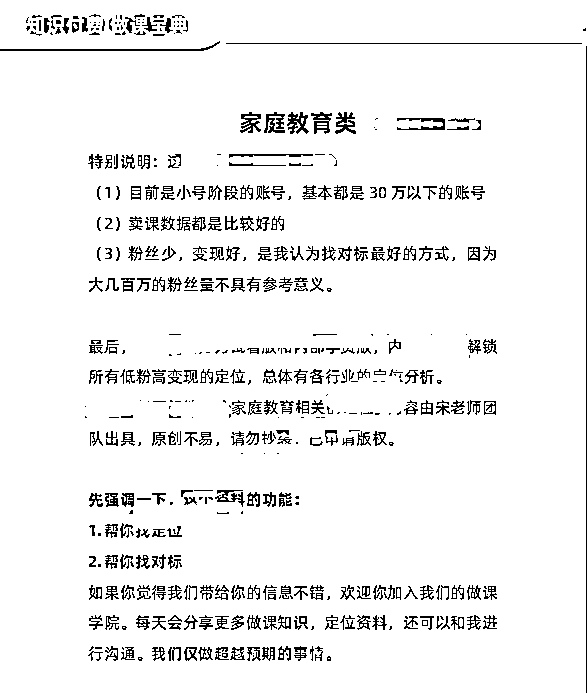 知识付费 做课宝典
家庭教育类
特别说明：
（1）目前是小号阶段的账号，基本都是 30 万以下的账号
（2）卖课数据都是比较好的
（3）粉丝少，变现好，是我认为找对标最好的方式，因为
大几百万的粉丝量不具有参考意义。
最后， 解锁
所有低粉高变现的定位，总体有各行业的定位分析。
家庭教育相关 容由宋老师团
队出具，原创不易，请勿抄袭．已申请版权。
先强调一下， 资料的功能：
1.帮你找定位
2.帮你找对标
如果你觉得我们带给你的信息不错，欢迎你加入我们的做课
学院。每天会分享更多做课知识，定位资料，还可以和我进
行沟通。我们仅做超越预期的事情。